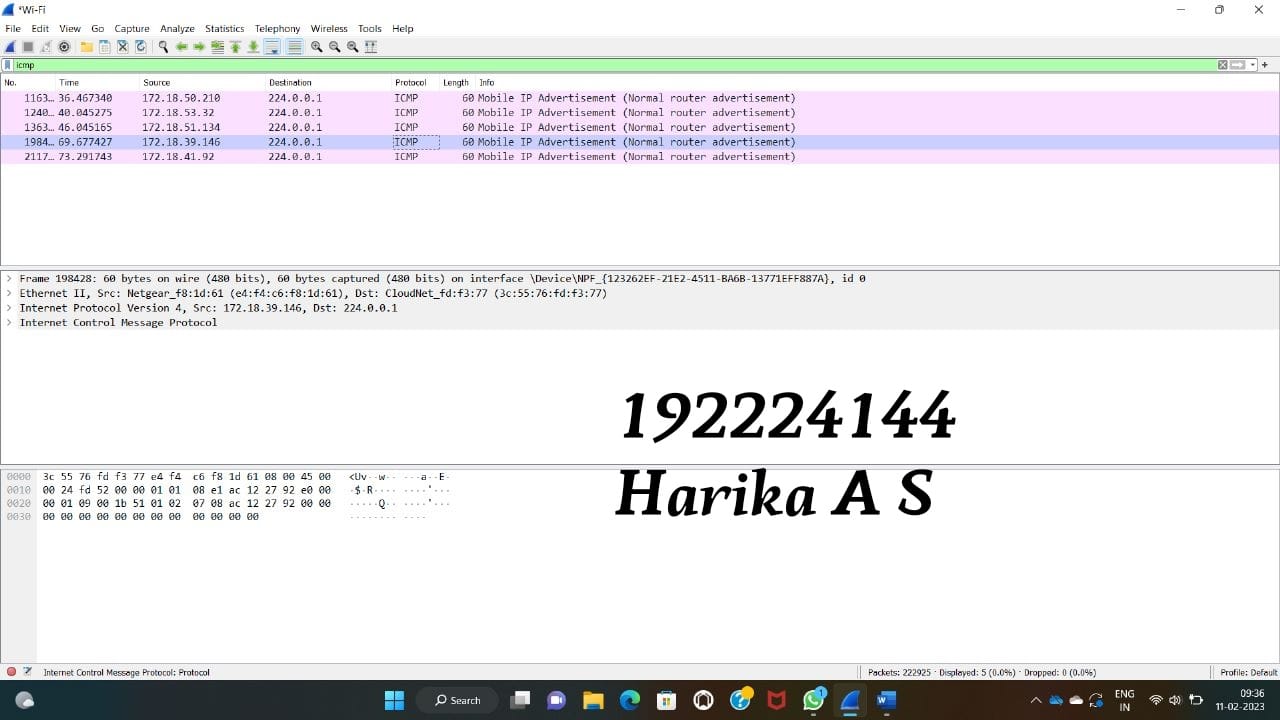 *Wi-Fi
File Edit View Go Capture Analyze Statistics Telephony Wireless Tools Help
icmp
No. Time Source Destination Protocol Length Info
1163… 36.467340 172.18.50.210 224.0.0.1 ICMP 60 Mobile IP Advertisement (Normal router advertisement)
1240… 40.045275 172.18.53.32 224.0.0.1 ICMP 60 Mobile IP Advertisement (Normal router advertisement)
1363… 46.045165 172.18.51.134 224.0.0.1 ICMP 60 Mobile IP Advertisement (Normal router advertisement)
1984… 69.677427 172.18.39.146 224.0.0.1 ICMP 60 Mobile IP Advertisement (Normal router advertisement)
2117… 73.291743 172.18.41.92 224.0.0.1 ICMP 60 Mobile IP Advertisement (Normal router advertisement)
Frame 198428: 60 bytes on wire (480 bits), 60 bytes captured (480 bits) on interface \Device\NPF_{123262EF-21E2-4511-BA6B-13771EFF887A}, id 0
Ethernet II, Src: Netgear_f8:1d:61 (e4:f4:c6:f8:1d:61), Dst: CloudNet_fd:f3:77 (3c:55:76:fd:f3:77)
Internet Protocol Version 4, Src: 172.18.39.146, Dst: 224.0.0.1
Internet Control Message Protocol
192224144
Harika A S
0000 3c 55 76 fd f3 77 e4 f4 c6 f8 1d 61 08 00 45 00 <Uv··w·· ···a··E·
0010 00 24 fd 52 00 00 01 01 08 e1 ac 12 27 92 e0 00 ·$·R···· ····'···
0020 00 01 09 00 1b 51 01 02 07 08 ac 12 27 92 00 00 ·····Q·· ····'···
0030 00 00 00 00 00 00 00 00 00 00 00 00 ········ ····
Internet Control Message Protocol: Protocol Packets: 222925 · Displayed: 5 (0.0%) · Dropped: 0 (0.0%) Profile: Default
Search 1 ENG IN 09:36 11-02-2023